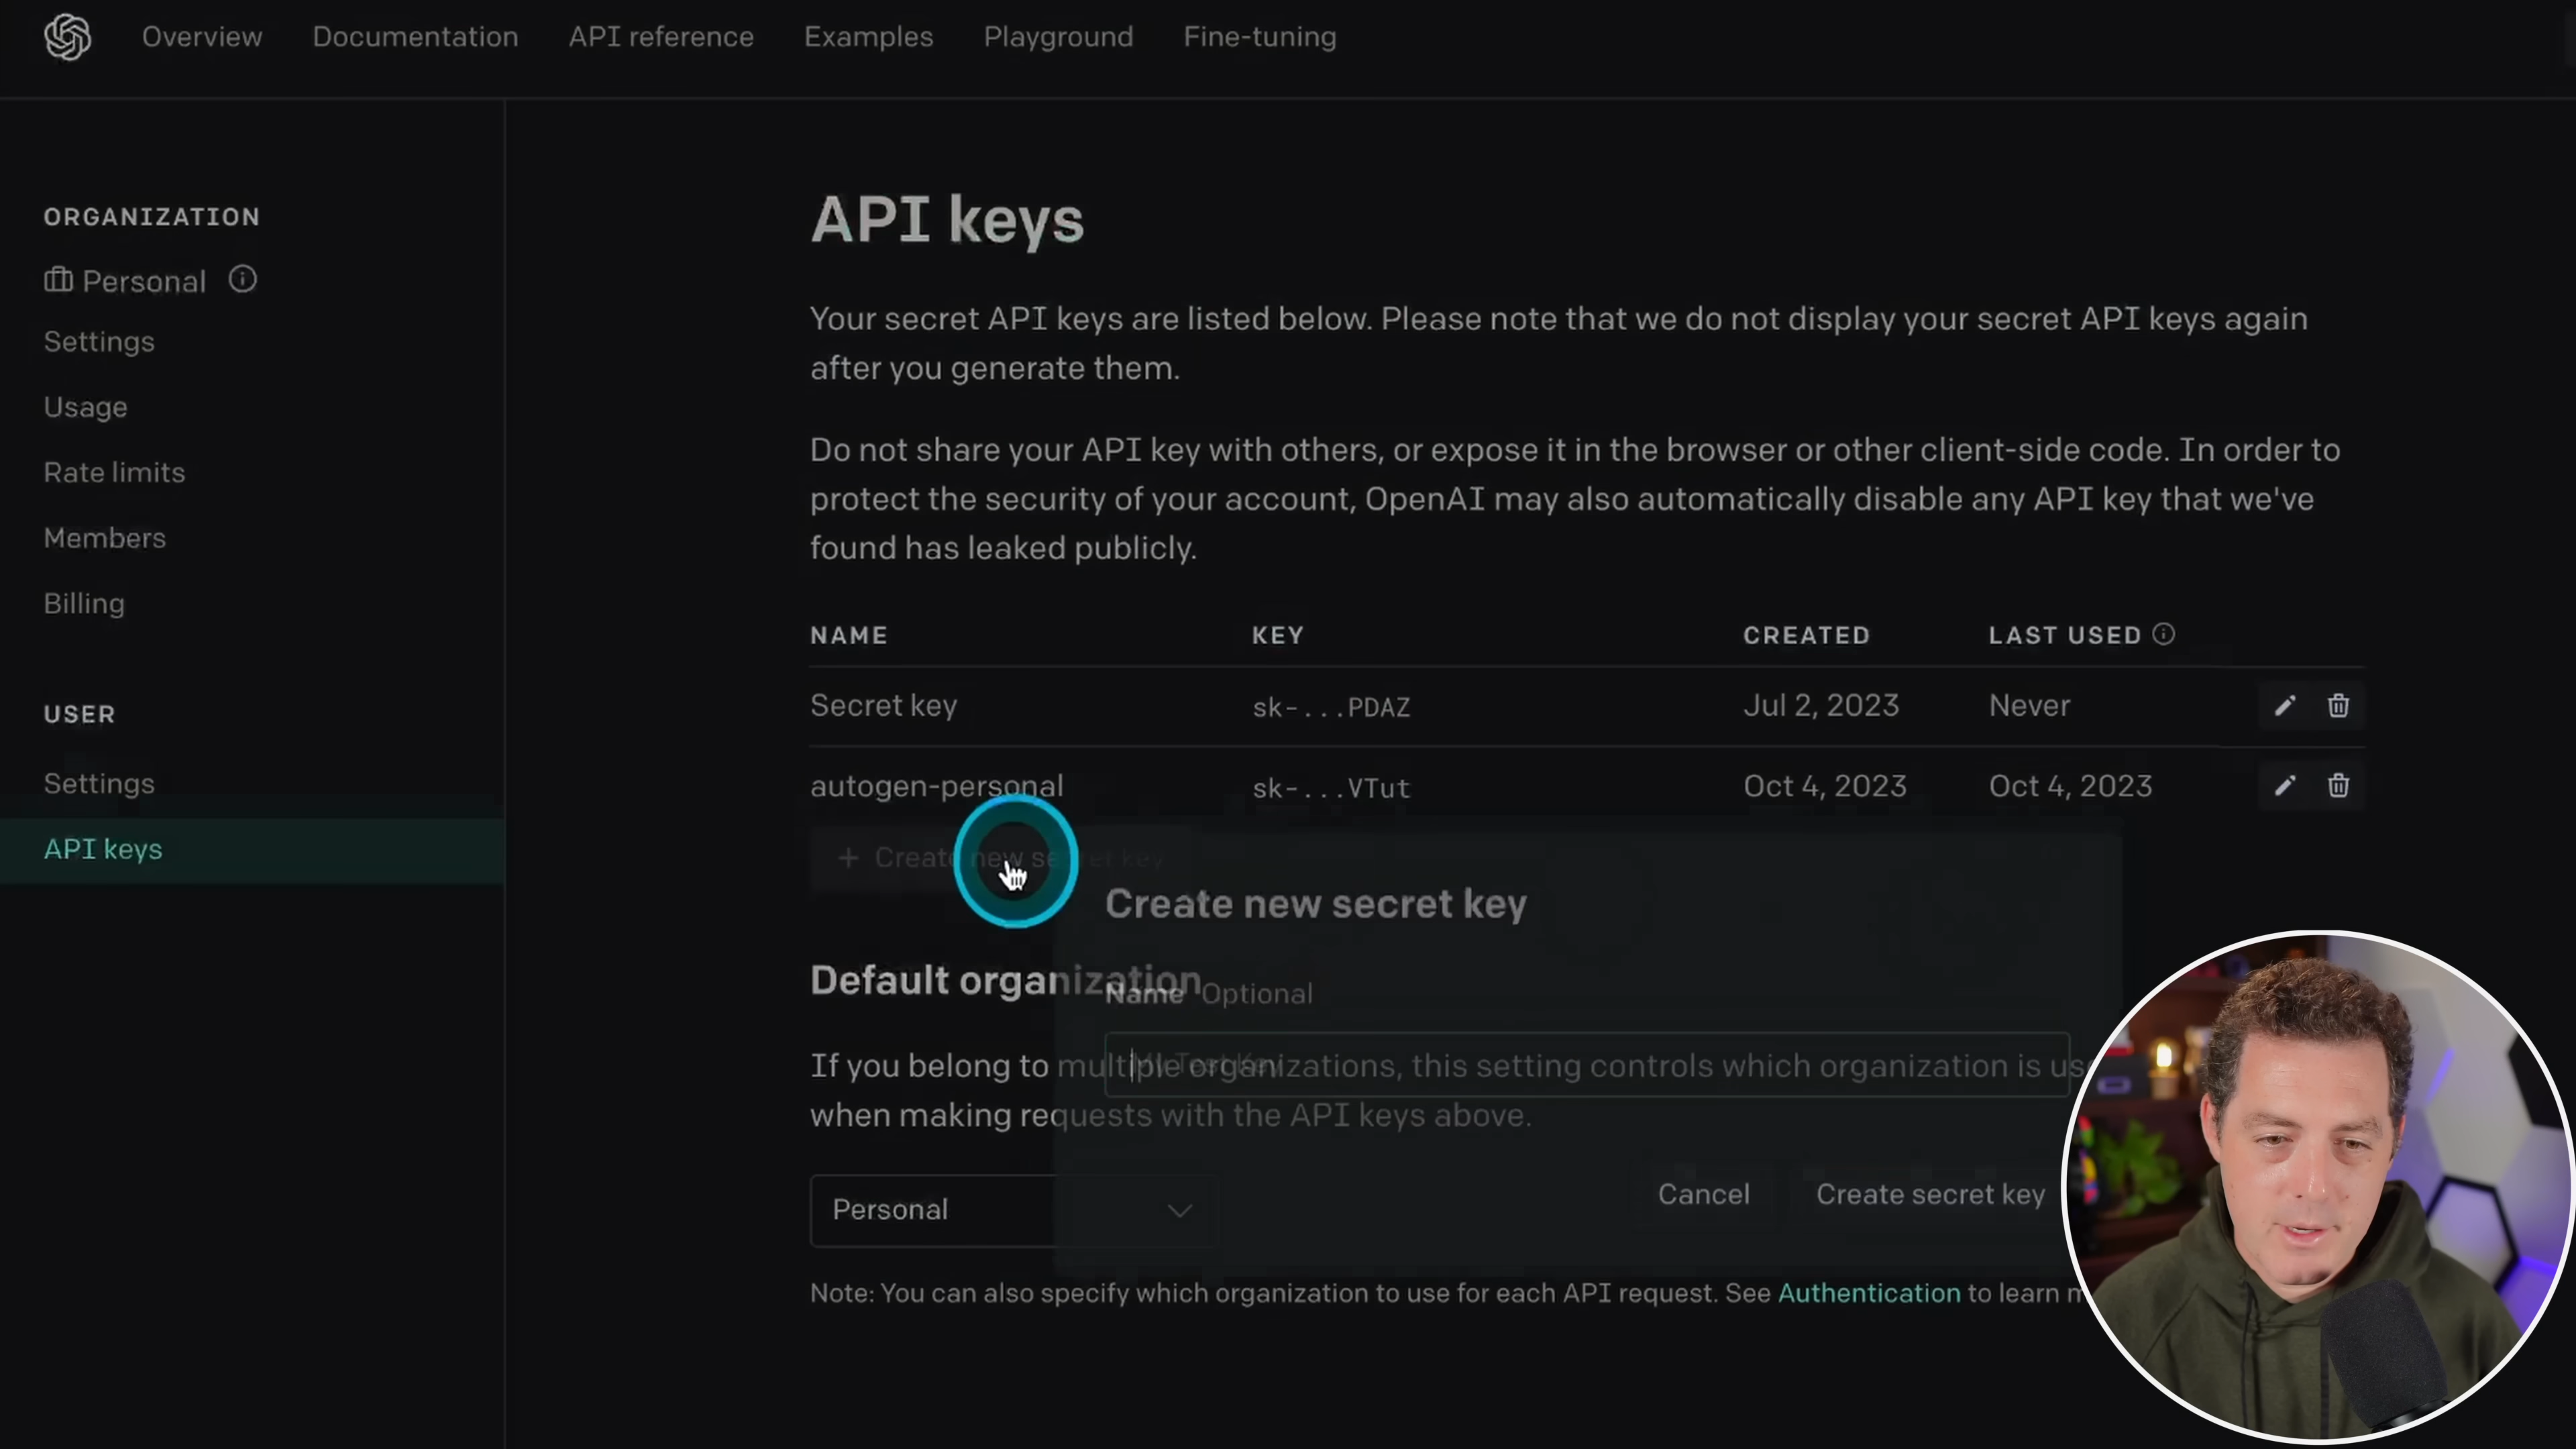 Overview Documentation API reference Examples Playground Fine-tuning
ORGANIZATION
Personal
Settings
Usage
Rate limits
Members
Billing
USER
Settings
API keys
API keys
Your secret API keys are listed below. Please note that we do not display your secret API keys again
after you generate them.
Do not share your API key with others, or expose it in the browser or other client-side code. In order to
protect the security of your account, OpenAI may also automatically disable any API key that we've
found has leaked publicly.
NAME KEY CREATED LAST USED
Secret key sk-...PDAZ Jul 2, 2023 Never
autogen-personal sk-...VTut Oct 4, 2023 Oct 4, 2023
+ Create new secret key
Default organization
If you belong to multiple organizations, this setting controls which organization is
when making requests with the API keys above.
Personal
Note: You can also specify which organization to use for each API request. See Authentication to learn
Create new secret key
Name Optional
My Test Key
Cancel Create secret key